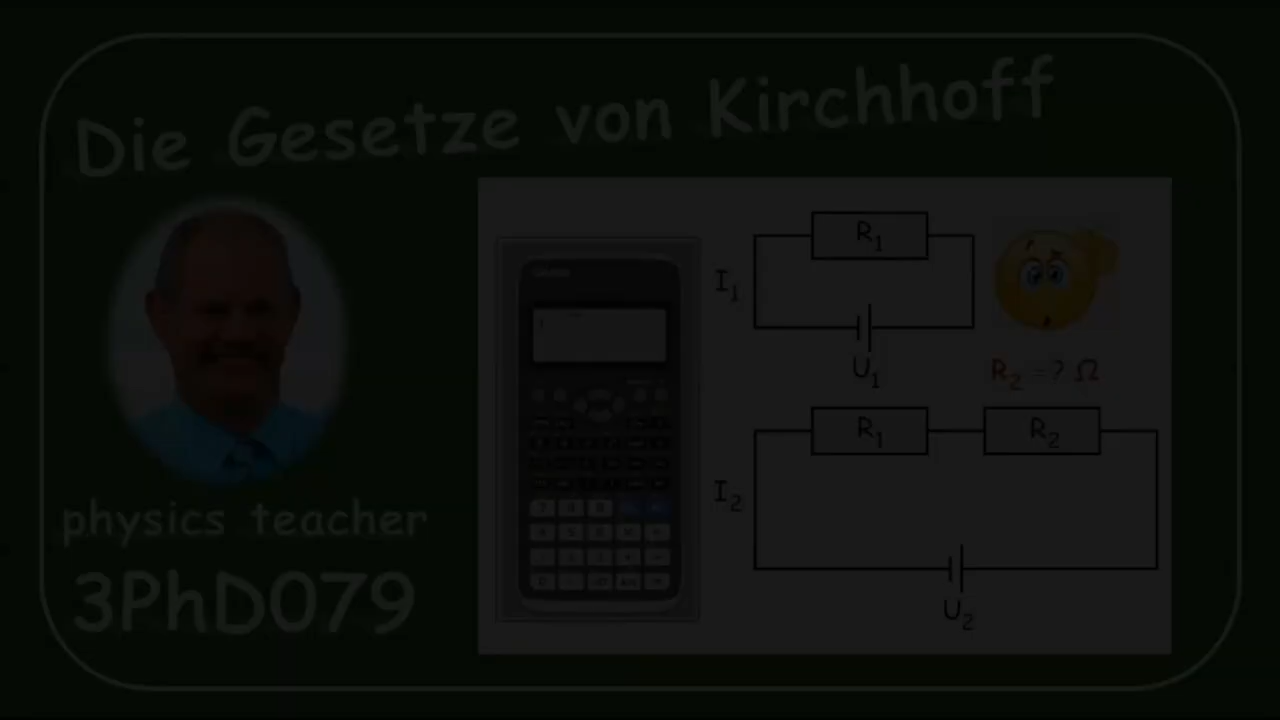 Die Gesetze von Kirchhoff
physics teacher
3PhD079
R1
I1
U1
R2 = ? Ω
R1
R2
I2
U2